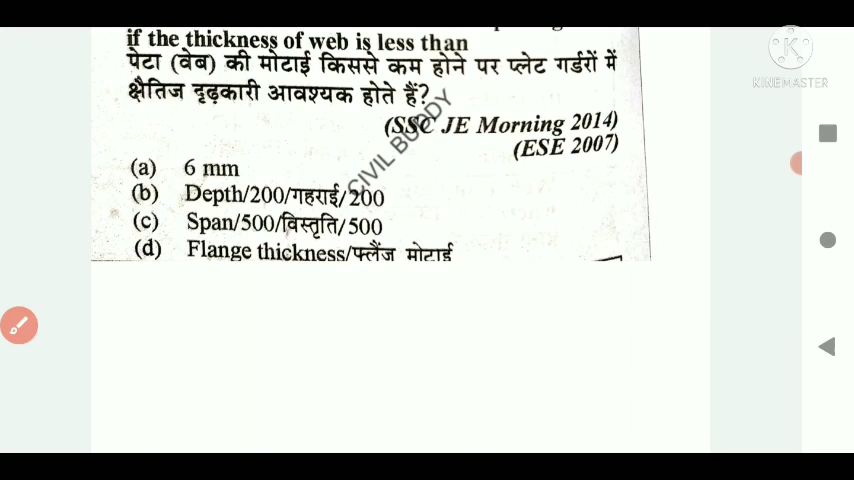 if the thickness of web is less than
पेटा (वेब) की मोटाई किससे कम होने पर प्लेट गर्डरों में
क्षैतिज दृढ़कारी आवश्यक होते हैं?
(SSC JE Morning 2014)
(ESE 2007)
(a) 6 mm
(b) Depth/200/गहराई/200
(c) Span/500/विस्तृति/500
(d) Flange thickness/फ्लैंज मोटाई
CIVIL BUDDY
K
KINEMASTER